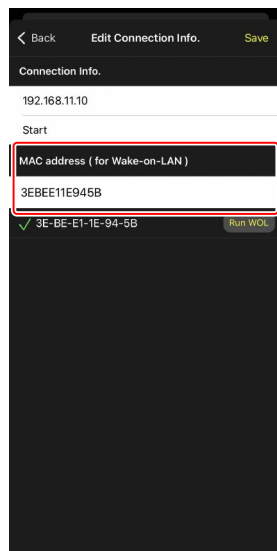 Back Edit Connection Info. Save
Connection Info.
192.168.11.10
Start
MAC address ( for Wake-on-LAN )
3EBEE11E945B
3E-BE-E1-1E-94-5B Run WOL